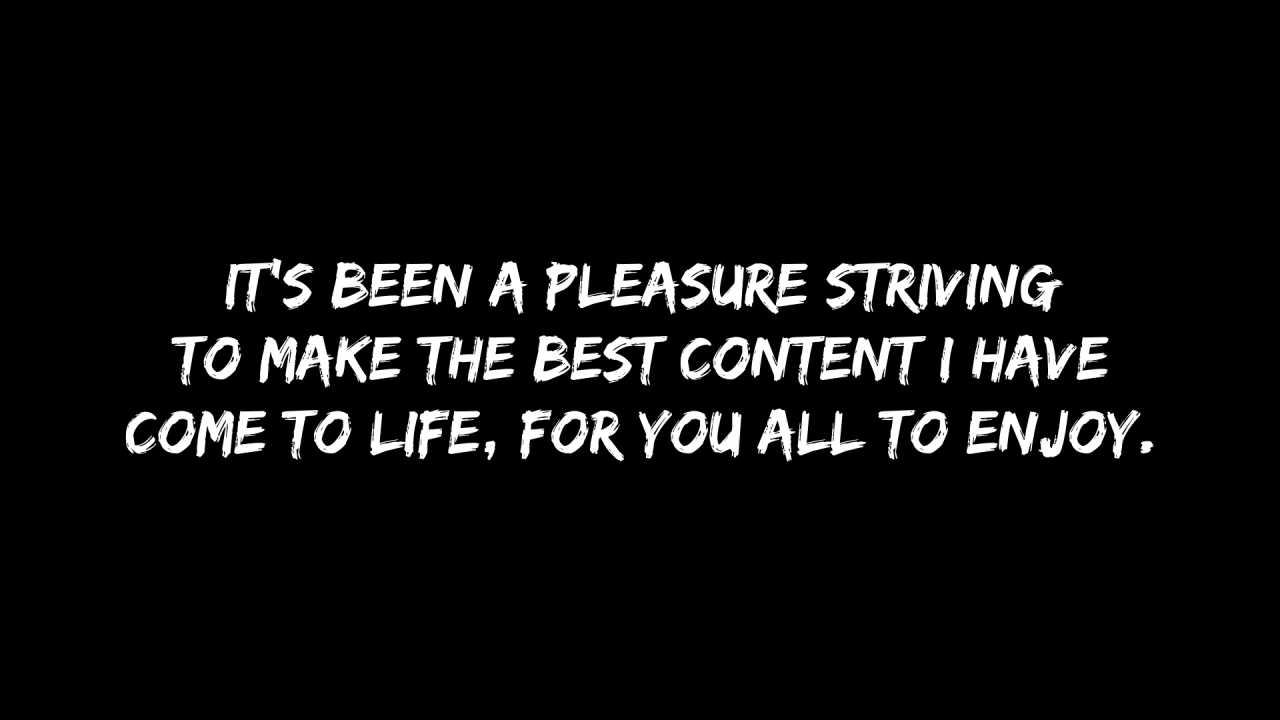 IT'S BEEN A PLEASURE STRIVING
TO MAKE THE BEST CONTENT I HAVE
COME TO LIFE, FOR YOU ALL TO ENJOY.